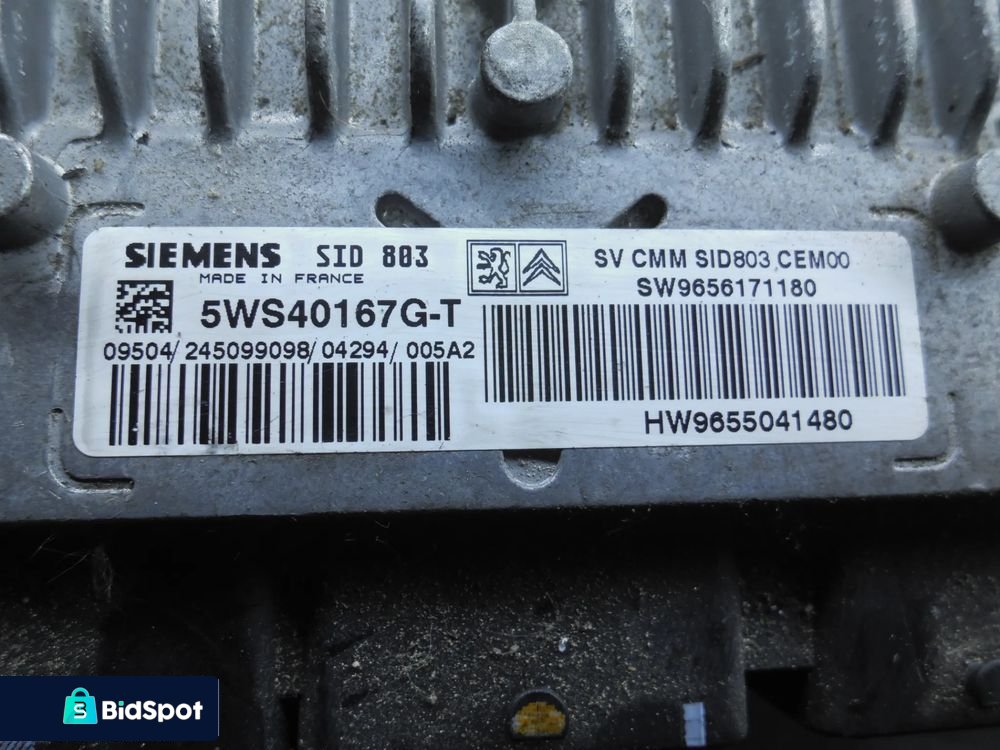 SIEMENS SID 803
MADE IN FRANCE
5WS40167G-T
09504/245099098/04294/005A2
SV CMM SID803 CEM00
SW9656171180
HW9655041480
BidSpot